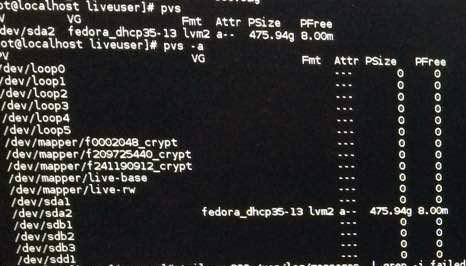 ot@localhost liveuser]# pvs
V VG Fmt Attr PSize PFree
dev/sda2 fedora_dhcp35-13 lvm2 a-- 475.94g 8.00m
ot@localhost liveuser]# pvs -a
PV VG Fmt Attr PSize PFree
/dev/loop0 --- 0 0
/dev/loop1 --- 0 0
/dev/loop2 --- 0 0
/dev/loop3 --- 0 0
/dev/loop4 --- 0 0
/dev/loop5 --- 0 0
/dev/mapper/f0002048_crypt --- 0 0
/dev/mapper/f209725440_crypt --- 0 0
/dev/mapper/f241190912_crypt --- 0 0
/dev/mapper/live-base --- 0 0
/dev/mapper/live-rw --- 0 0
/dev/sda1 --- 0 0
/dev/sda2 fedora_dhcp35-13 lvm2 a-- 475.94g 8.00m
/dev/sdb1 --- 0 0
/dev/sdb2 --- 0 0
/dev/sdb3 --- 0 0
/dev/sdd1 --- 0 0
grep -i failed